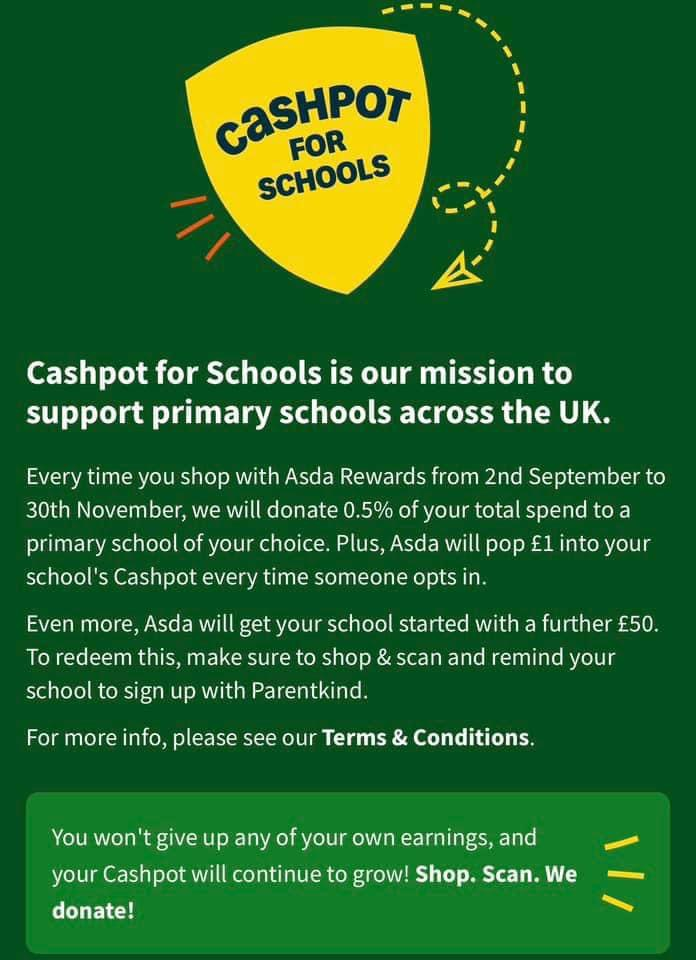 CaSHPOT
FOR
SCHOOLS
Cashpot for Schools is our mission to
support primary schools across the UK.
Every time you shop with Asda Rewards from 2nd September to
30th November, we will donate 0.5% of your total spend to a
primary school of your choice. Plus, Asda will pop £1 into your
school's Cashpot every time someone opts in.
Even more, Asda will get your school started with a further £50.
To redeem this, make sure to shop & scan and remind your
school to sign up with Parentkind.
For more info, please see our Terms & Conditions.
You won't give up any of your own earnings, and
your Cashpot will continue to grow! Shop. Scan. We
donate!